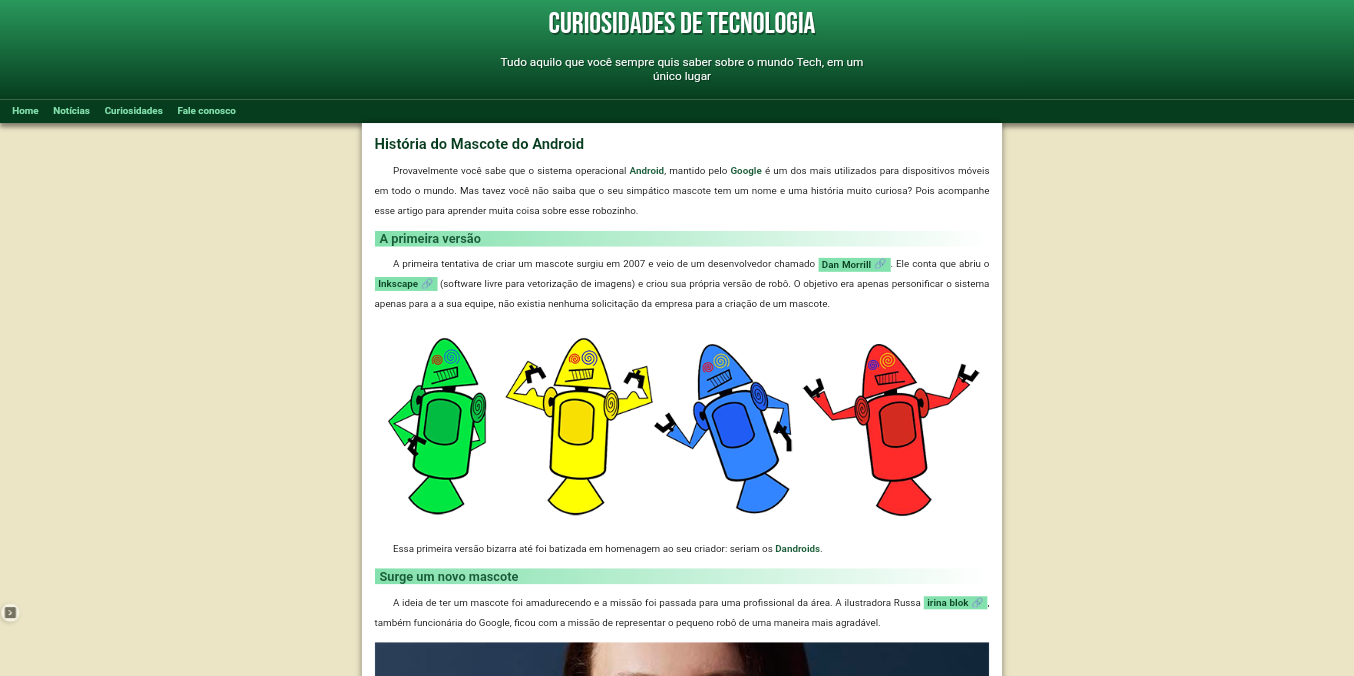 CURIOSIDADES DE TECNOLOGIA
Tudo aquilo que você sempre quis saber sobre o mundo Tech, em um
único lugar
Home Notícias Curiosidades Fale conosco
História do Mascote do Android
Provavelmente você sabe que o sistema operacional Android, mantido pelo Google é um dos mais utilizados para dispositivos móveis
em todo o mundo. Mas tavez você não saiba que o seu simpático mascote tem um nome e uma história muito curiosa? Pois acompanhe
esse artigo para aprender muita coisa sobre esse robozinho.
A primeira versão
A primeira tentativa de criar um mascote surgiu em 2007 e veio de um desenvolvedor chamado Dan Morrill 🔗. Ele conta que abriu o
Inkscape 🔗 (software livre para vetorização de imagens) e criou sua própria versão de robô. O objetivo era apenas personificar o sistema
apenas para a a sua equipe, não existia nenhuma solicitação da empresa para a criação de um mascote.
Essa primeira versão bizarra até foi batizada em homenagem ao seu criador: seriam os Dandroids.
Surge um novo mascote
A ideia de ter um mascote foi amadurecendo e a missão foi passada para uma profissional da área. A ilustradora Russa irina blok 🔗,
também funcionária do Google, ficou com a missão de representar o pequeno robô de uma maneira mais agradável.